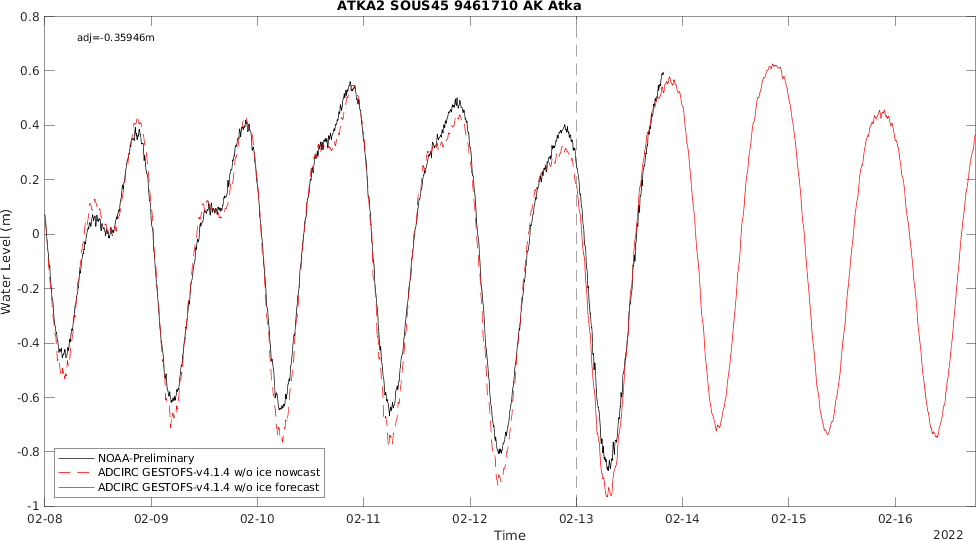 ATKA2 SOUS45 9461710 AK Atka
adj=-0.35946m
0.8
0.6
0.4
0.2
0
-0.2
-0.4
-0.6
-0.8
-1
Water Level (m)
NOAA-Preliminary
ADCIRC GESTOFS-v4.1.4 w/o ice nowcast
ADCIRC GESTOFS-v4.1.4 w/o ice forecast
02-08 02-09 02-10 02-11 02-12 02-13 02-14 02-15 02-16
Time
2022